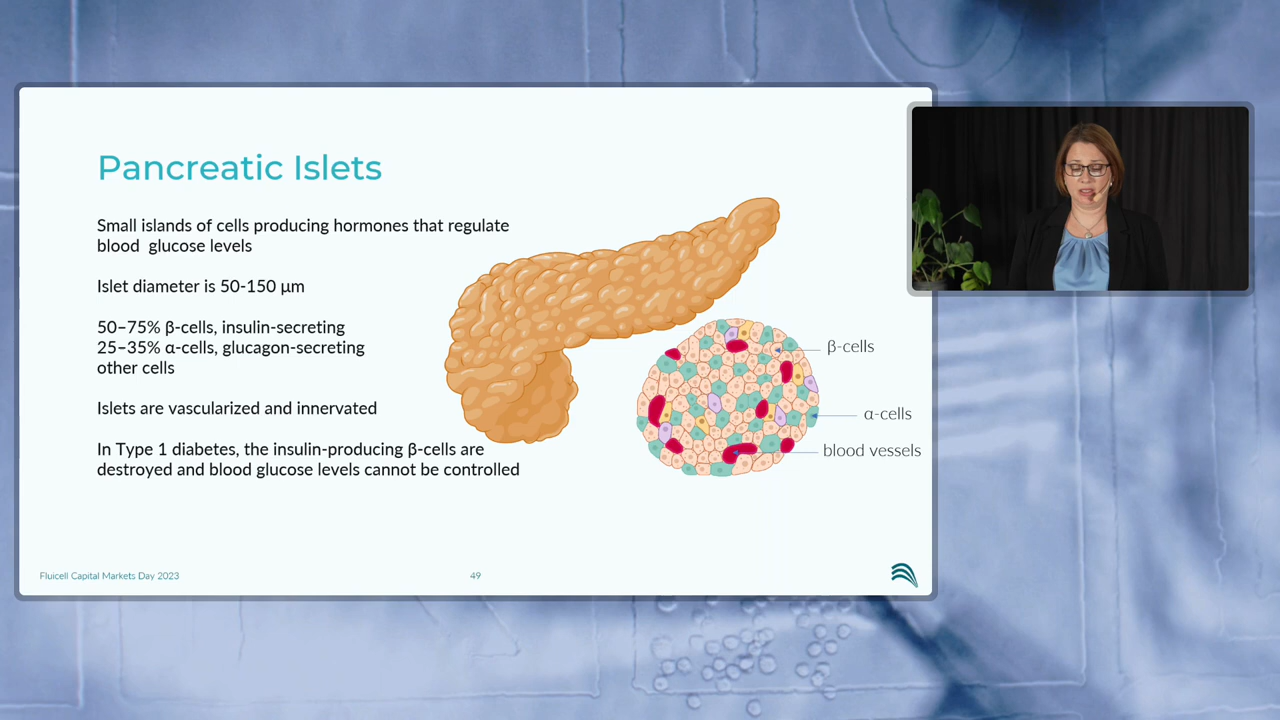 Pancreatic Islets
Small islands of cells producing hormones that regulate
blood glucose levels
Islet diameter is 50-150 µm
50–75% β-cells, insulin-secreting
25–35% α-cells, glucagon-secreting
other cells
Islets are vascularized and innervated
In Type 1 diabetes, the insulin-producing β-cells are
destroyed and blood glucose levels cannot be controlled
β-cells
α-cells
blood vessels
Fluicell Capital Markets Day 2023
49